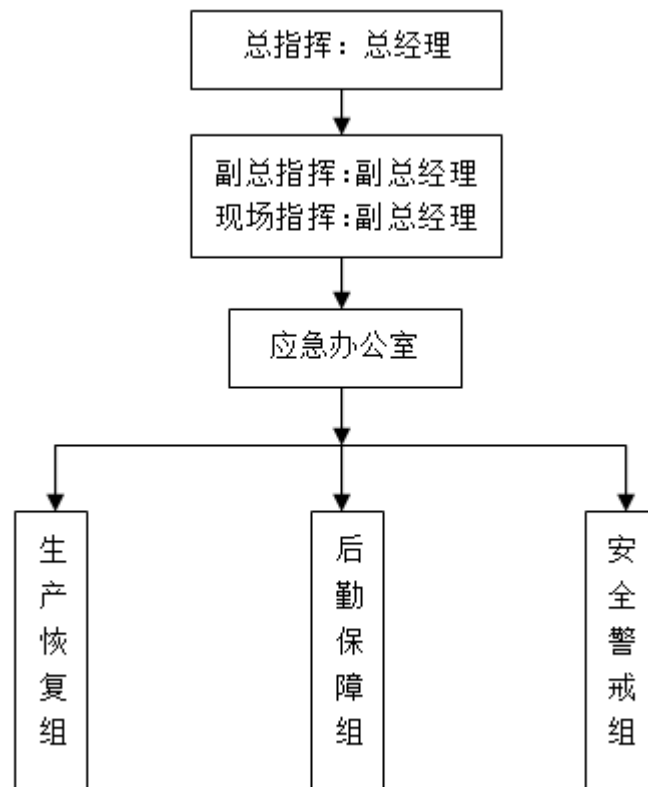 总指挥：总经理
副总指挥:副总经理
现场指挥:副总经理
应急办公室
生产恢复组
后勤保障组
安全警戒组